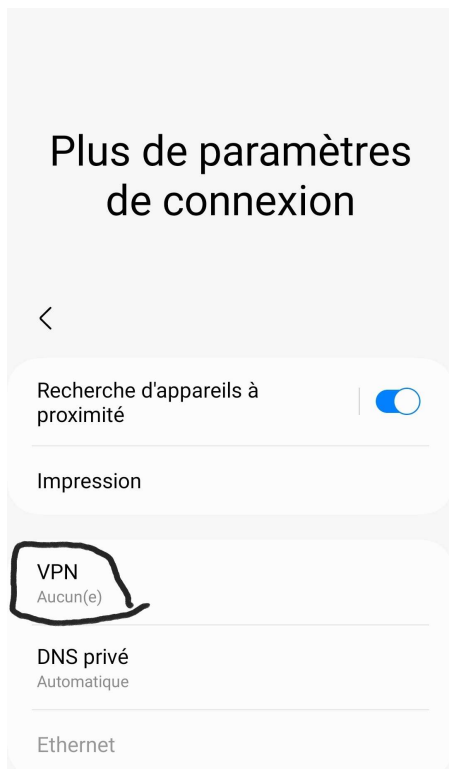 Plus de paramètres
de connexion
Recherche d'appareils à
proximité
Impression
VPN
Aucun(e)
DNS privé
Automatique
Ethernet